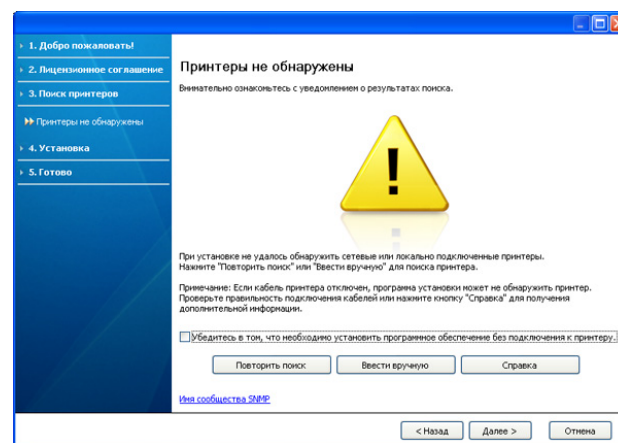 1. Добро пожаловать!
2. Лицензионное соглашение
3. Поиск принтеров
Принтеры не обнаружены
4. Установка
5. Готово
Принтеры не обнаружены
Внимательно ознакомьтесь с уведомлением о результатах поиска.
При установке не удалось обнаружить сетевые или локально подключенные принтеры.
Нажмите "Повторить поиск" или "Ввести вручную" для поиска принтера.
Примечание: Если кабель принтера отключен, программа установки может не обнаружить принтер.
Проверьте правильность подключения кабелей или нажмите кнопку "Справка" для получения
дополнительной информации.
Убедитесь в том, что необходимо установить программное обеспечение без подключения к принтеру.
Повторить поиск
Ввести вручную
Справка
Имя сообщества SNMP
< Назад
Далее >
Отмена